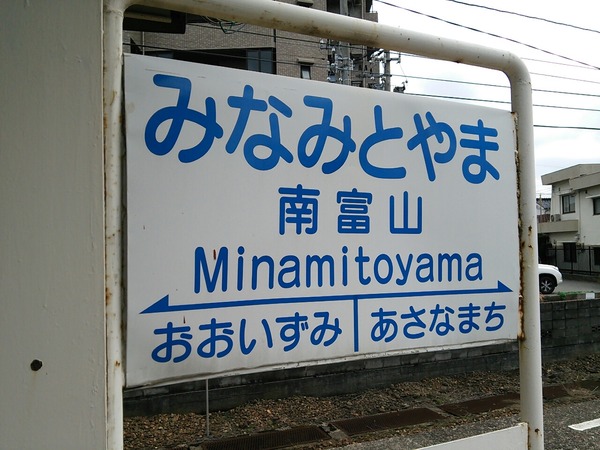 みなみとやま
南富山
Minamitoyama
おおいずみ あさなまち